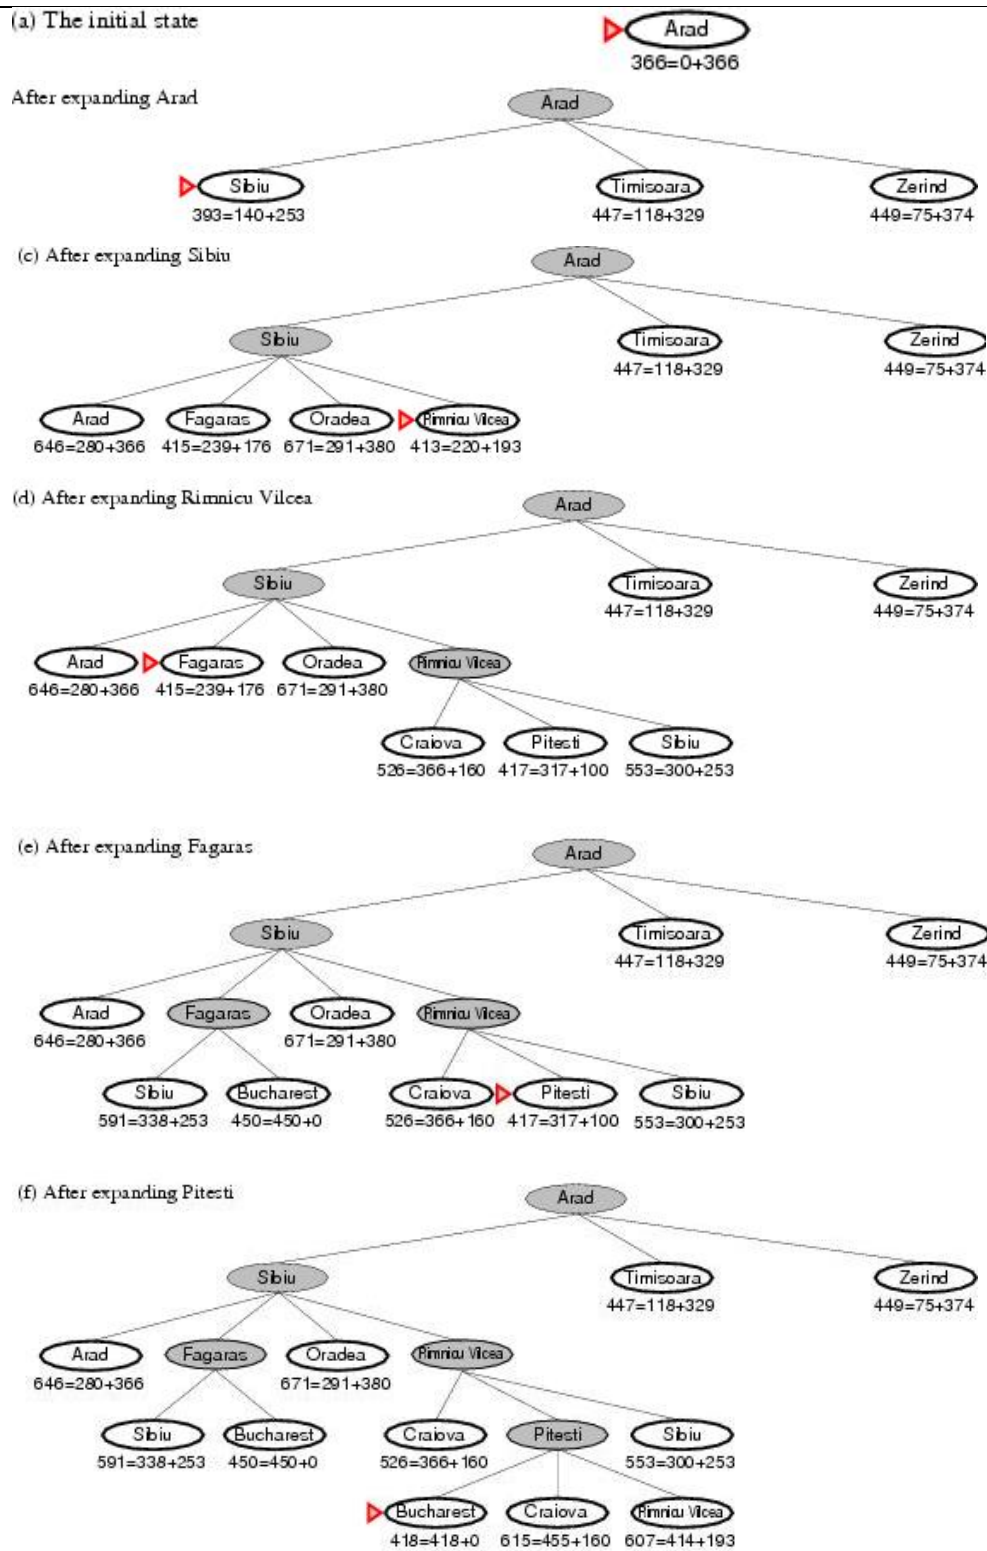 (a) The initial state
Arad
366=0+366
After expanding Arad
Arad
Sibiu Timisoara Zerind
393=140+253 447=118+329 449=75+374
(c) After expanding Sibiu
Arad
Sibiu Timisoara Zerind
447=118+329 449=75+374
Arad Fagaras Oradea Rimnicu Vilcea
646=280+366 415=239+176 671=291+380 413=220+193
(d) After expanding Rimnicu Vilcea
Arad
Sibiu Timisoara Zerind
447=118+329 449=75+374
Arad Fagaras Oradea Rimnicu Vilcea
646=280+366 415=239+176 671=291+380
Craiova Pitesti Sibiu
526=366+160 417=317+100 553=300+253
(e) After expanding Fagaras
Arad
Sibiu Timisoara Zerind
447=118+329 449=75+374
Arad Fagaras Oradea Rimnicu Vilcea
646=280+366 671=291+380
Sibiu Bucharest Craiova Pitesti Sibiu
591=338+253 450=450+0 526=366+160 417=317+100 553=300+253
(f) After expanding Pitesti
Arad
Sibiu Timisoara Zerind
447=118+329 449=75+374
Arad Fagaras Oradea Rimnicu Vilcea
646=280+366 671=291+380
Sibiu Bucharest Craiova Pitesti Sibiu
591=338+253 450=450+0 526=366+160 553=300+253
Bucharest Craiova Rimnicu Vilcea
418=418+0 615=455+160 607=414+193